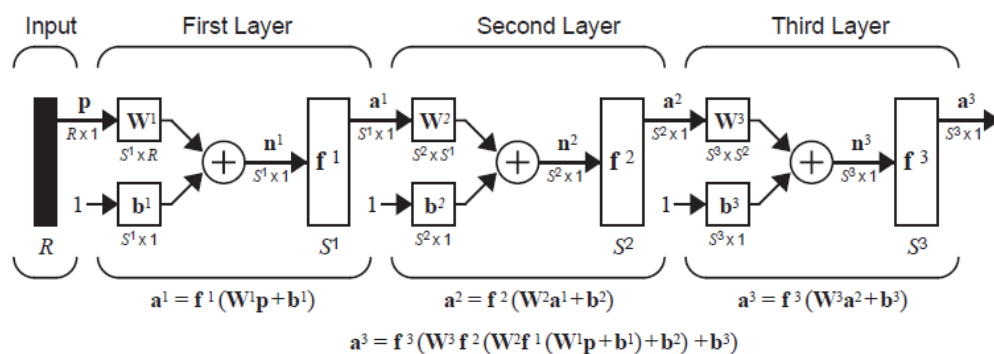 Input First Layer Second Layer Third Layer
p a¹ a² a³
W¹ W² W³
R x 1 S¹ x 1 S² x 1 S³ x 1
S¹ x R n¹ S² x S¹ n² S³ x S² n³
f ¹ f ² f ³
S¹ x 1 S² x 1 S³ x 1
1 b¹ 1 b² 1 b³
S¹ x 1 S² x 1 S³ x 1
R S¹ S² S³
a¹ = f ¹ (W¹p + b¹) a² = f ² (W²a¹ + b²) a³ = f ³ (W³a² + b³)
a³ = f ³ (W³ f ² (W²f ¹ (W¹p + b¹) + b²) + b³)